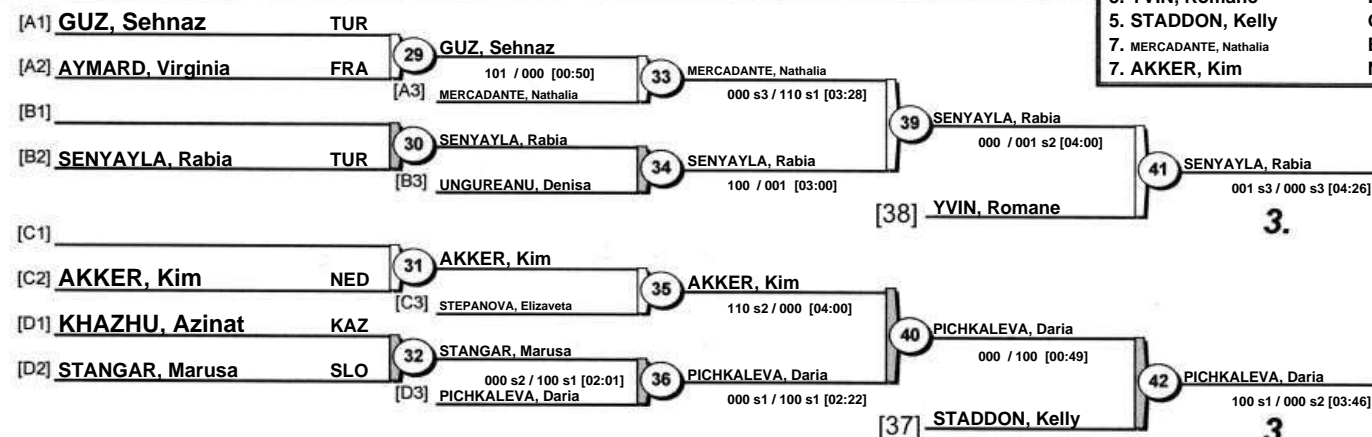 YVIN, Romane
5. STADDON, Kelly
7. MERCADANTE, Nathalia
7. AKKER, Kim
[A1] GUZ, Sehnaz TUR
[A2] AYMARD, Virginia FRA
29
GUZ, Sehnaz
101 / 000 [00:50]
[A3] MERCADANTE, Nathalia
33
MERCADANTE, Nathalia
000 s3 / 110 s1 [03:28]
[B1]
[B2] SENYAYLA, Rabia TUR
30
SENYAYLA, Rabia
[B3] UNGUREANU, Denisa
34
SENYAYLA, Rabia
100 / 001 [03:00]
39
SENYAYLA, Rabia
000 / 001 s2 [04:00]
[38] YVIN, Romane
41
SENYAYLA, Rabia
001 s3 / 000 s3 [04:26]
3.
[C1]
[C2] AKKER, Kim NED
31
AKKER, Kim
[C3] STEPANOVA, Elizaveta
35
AKKER, Kim
110 s2 / 000 [04:00]
[D1] KHAZHU, Azinat KAZ
[D2] STANGAR, Marusa SLO
32
STANGAR, Marusa
000 s2 / 100 s1 [02:01]
[D3] PICHKALEVA, Daria
36
PICHKALEVA, Daria
000 s1 / 100 s1 [02:22]
40
PICHKALEVA, Daria
000 / 100 [00:49]
[37] STADDON, Kelly
42
PICHKALEVA, Daria
100 s1 / 000 s2 [03:46]
3